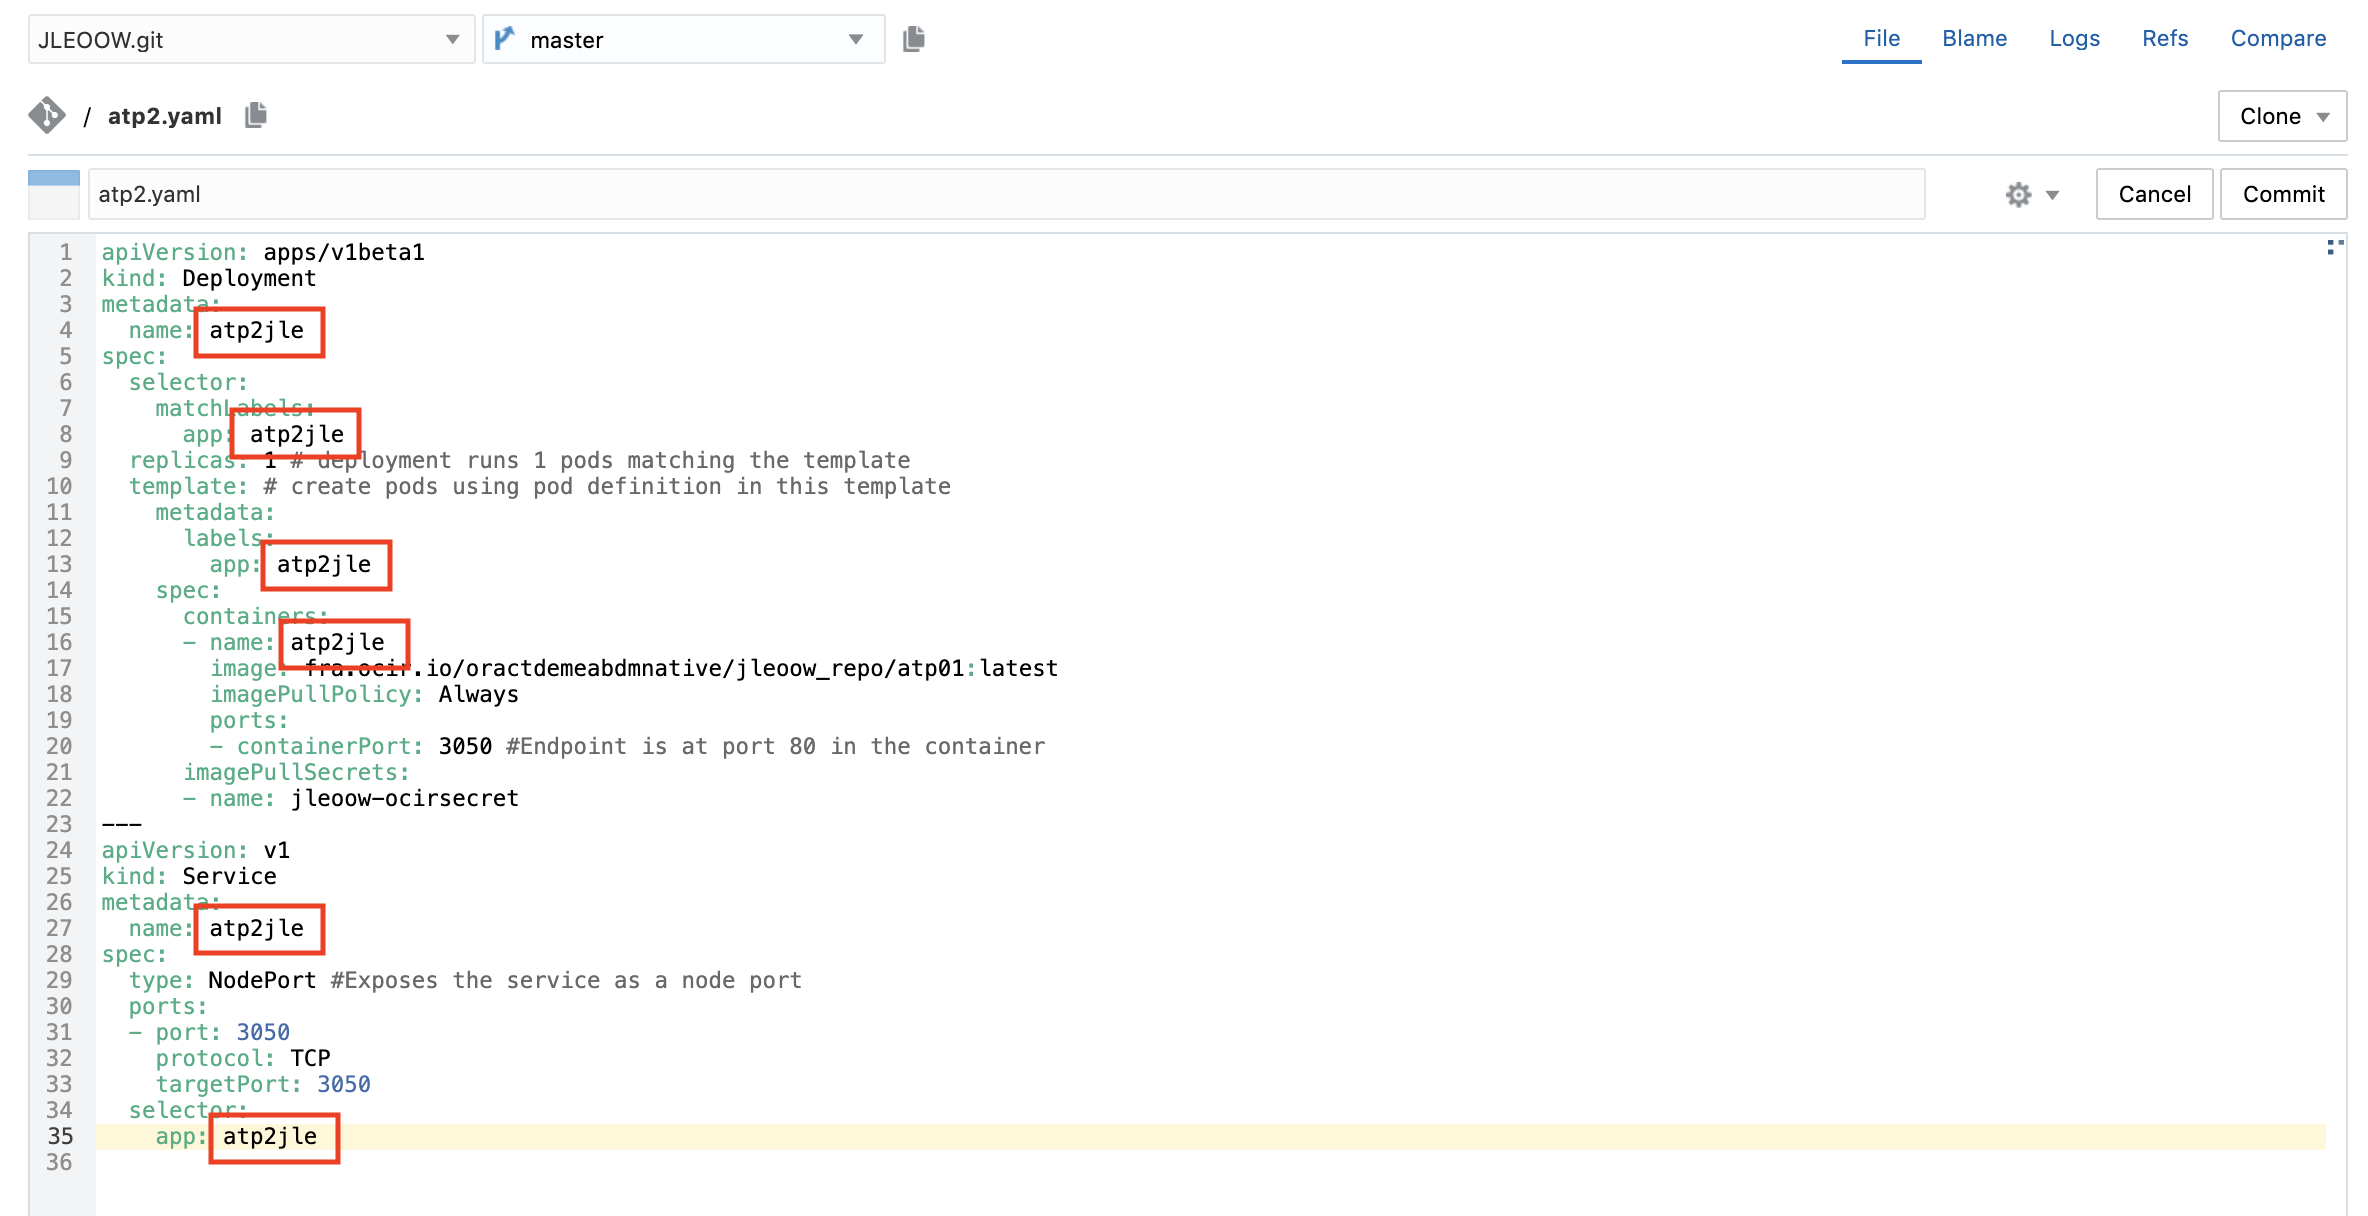 JLEOOW.git master File Blame Logs Refs Compare
/ atp2.yaml Clone
atp2.yaml Cancel Commit
1 apiVersion: apps/v1beta1
2 kind: Deployment
3 metadata:
4   name: atp2jle
5 spec:
6   selector:
7     matchLabels:
8       app: atp2jle
9   replicas: 1 # deployment runs 1 pods matching the template
10   template: # create pods using pod definition in this template
11     metadata:
12       labels:
13         app: atp2jle
14     spec:
15       containers:
16       - name: atp2jle
17         image: fra.ocir.io/oractdemeabdmnative/jleoow_repo/atp01:latest
18         imagePullPolicy: Always
19         ports:
20         - containerPort: 3050 #Endpoint is at port 80 in the container
21       imagePullSecrets:
22       - name: jleoow-ocirsecret
23 ---
24 apiVersion: v1
25 kind: Service
26 metadata:
27   name: atp2jle
28 spec:
29   type: NodePort #Exposes the service as a node port
30   ports:
31   - port: 3050
32     protocol: TCP
33     targetPort: 3050
34   selector:
35     app: atp2jle
36